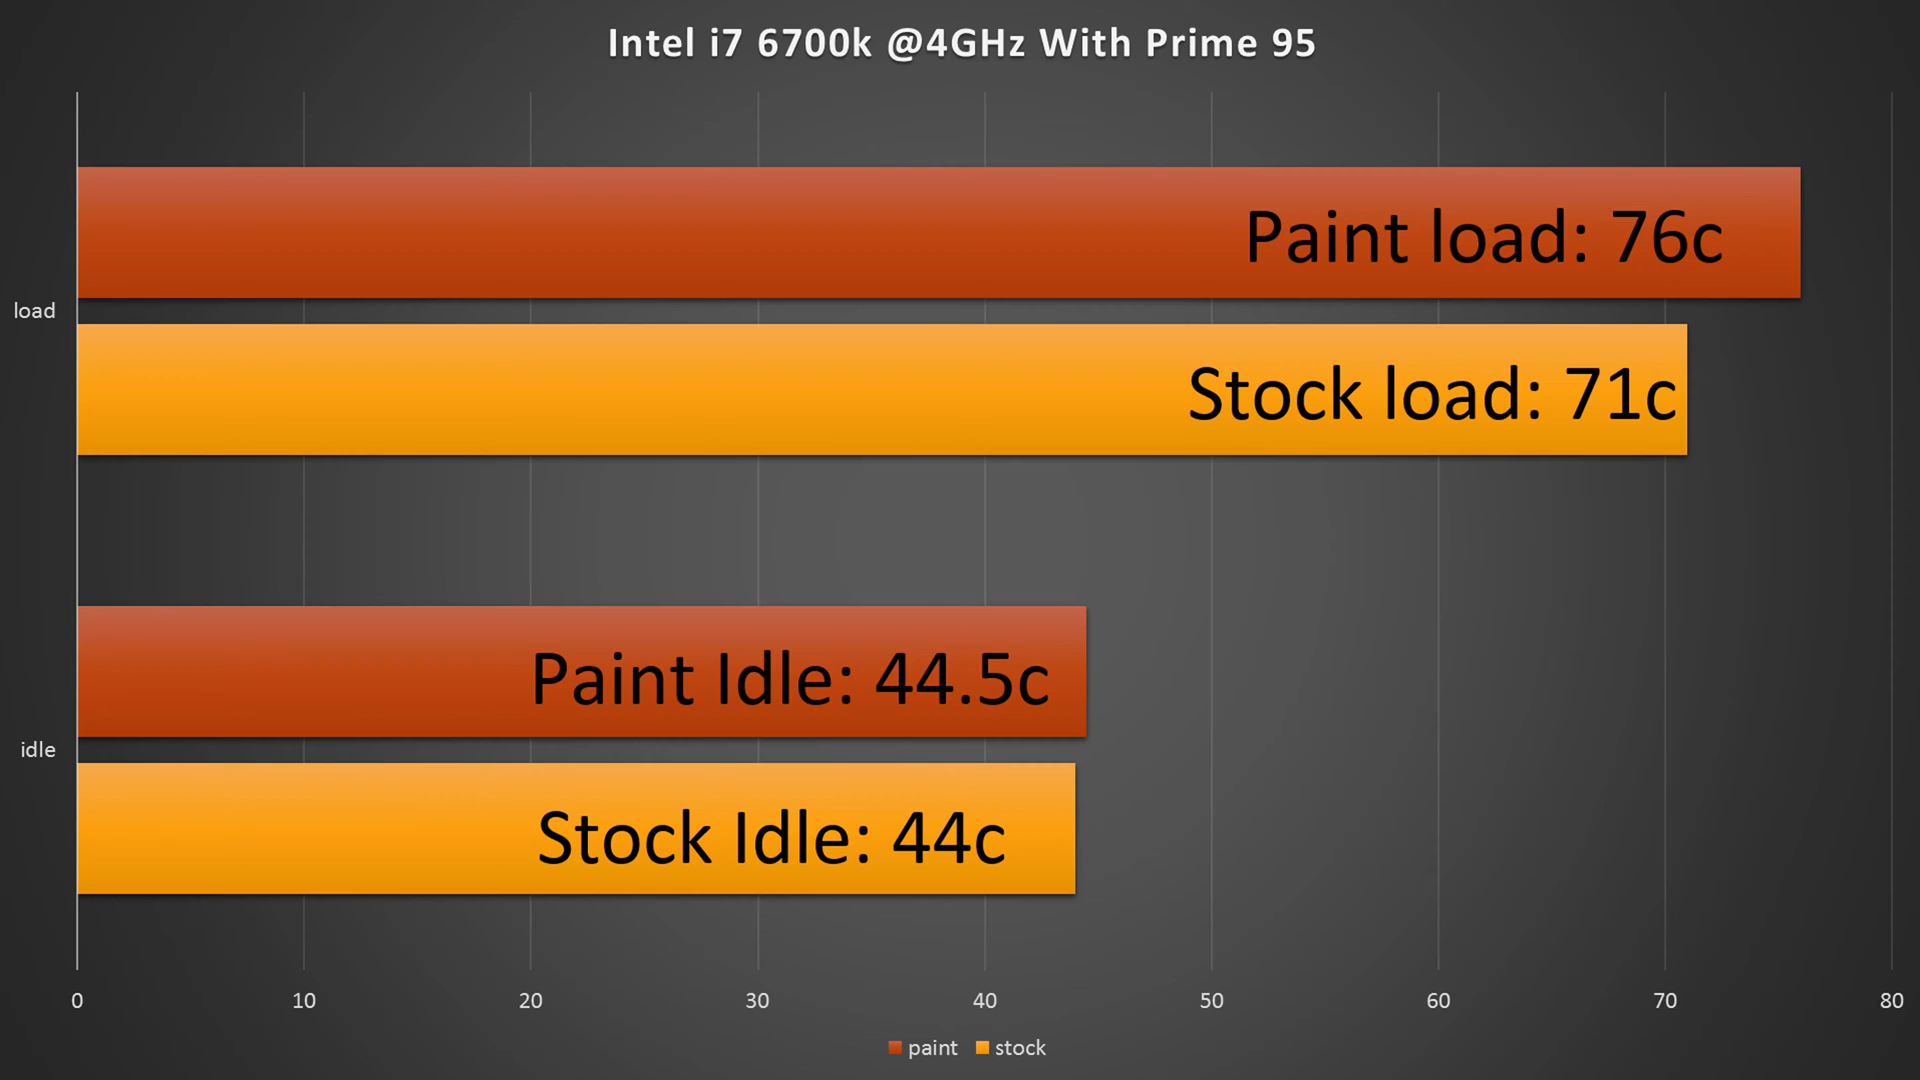 Intel i7 6700k @4GHz With Prime 95
Paint load: 76c
load
Stock load: 71c
Paint Idle: 44.5c
idle
Stock Idle: 44c
0 10 20 30 40 50 60 70 80
paint stock